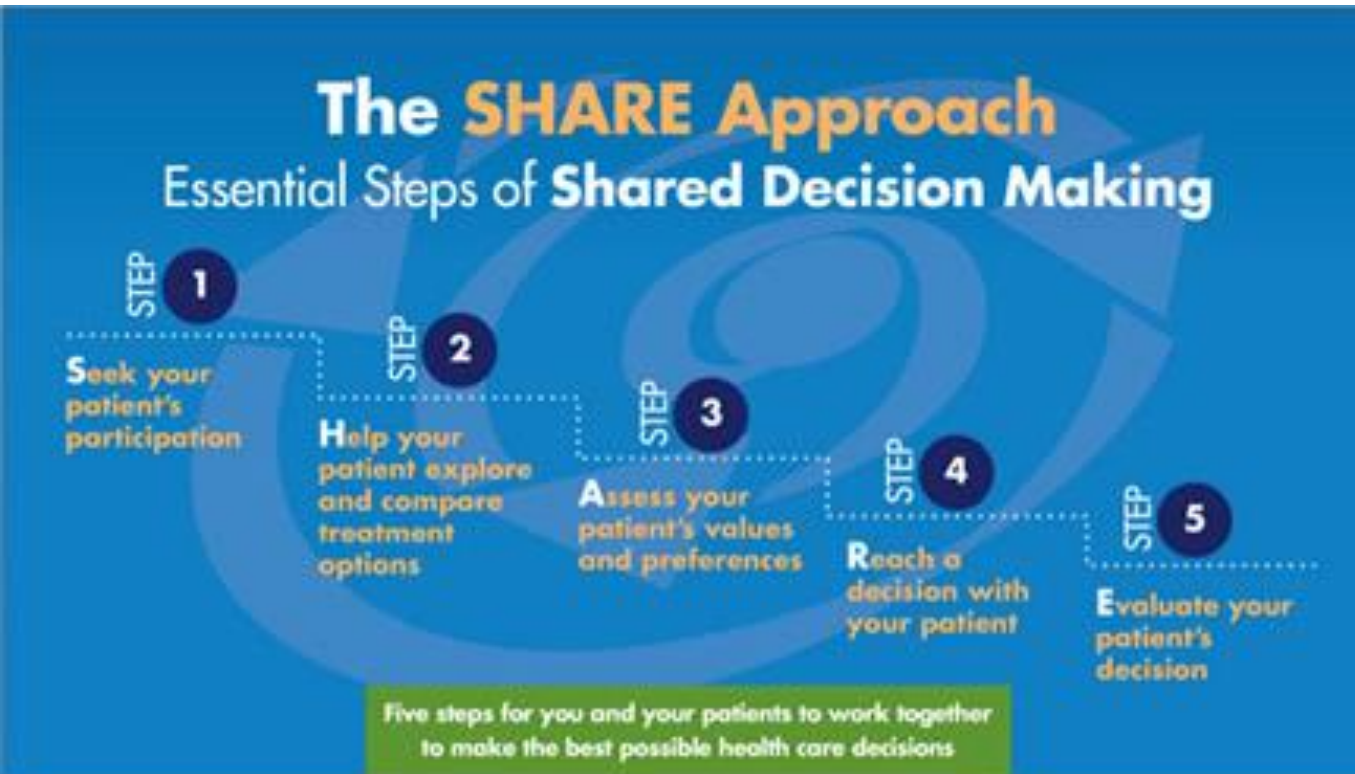 The SHARE Approach
Essential Steps of Shared Decision Making
STEP 1
Seek your
patient's
participation
STEP 2
Help your
patient explore
and compare
treatment
options
STEP 3
Assess your
patient's values
and preferences
STEP 4
Reach a
decision with
your patient
STEP 5
Evaluate your
patient's
decision
Five steps for you and your patients to work together
to make the best possible health care decisions